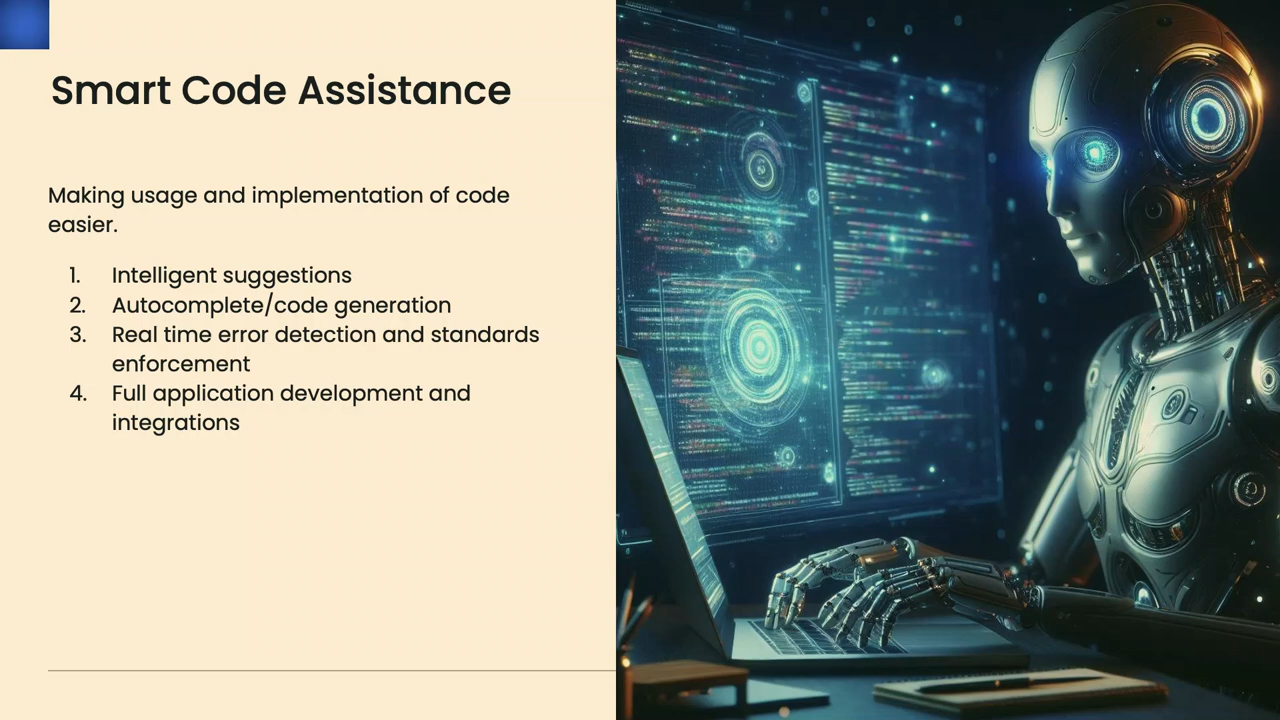 Smart Code Assistance
Making usage and implementation of code
easier.
1. Intelligent suggestions
2. Autocomplete/code generation
3. Real time error detection and standards
enforcement
4. Full application development and
integrations